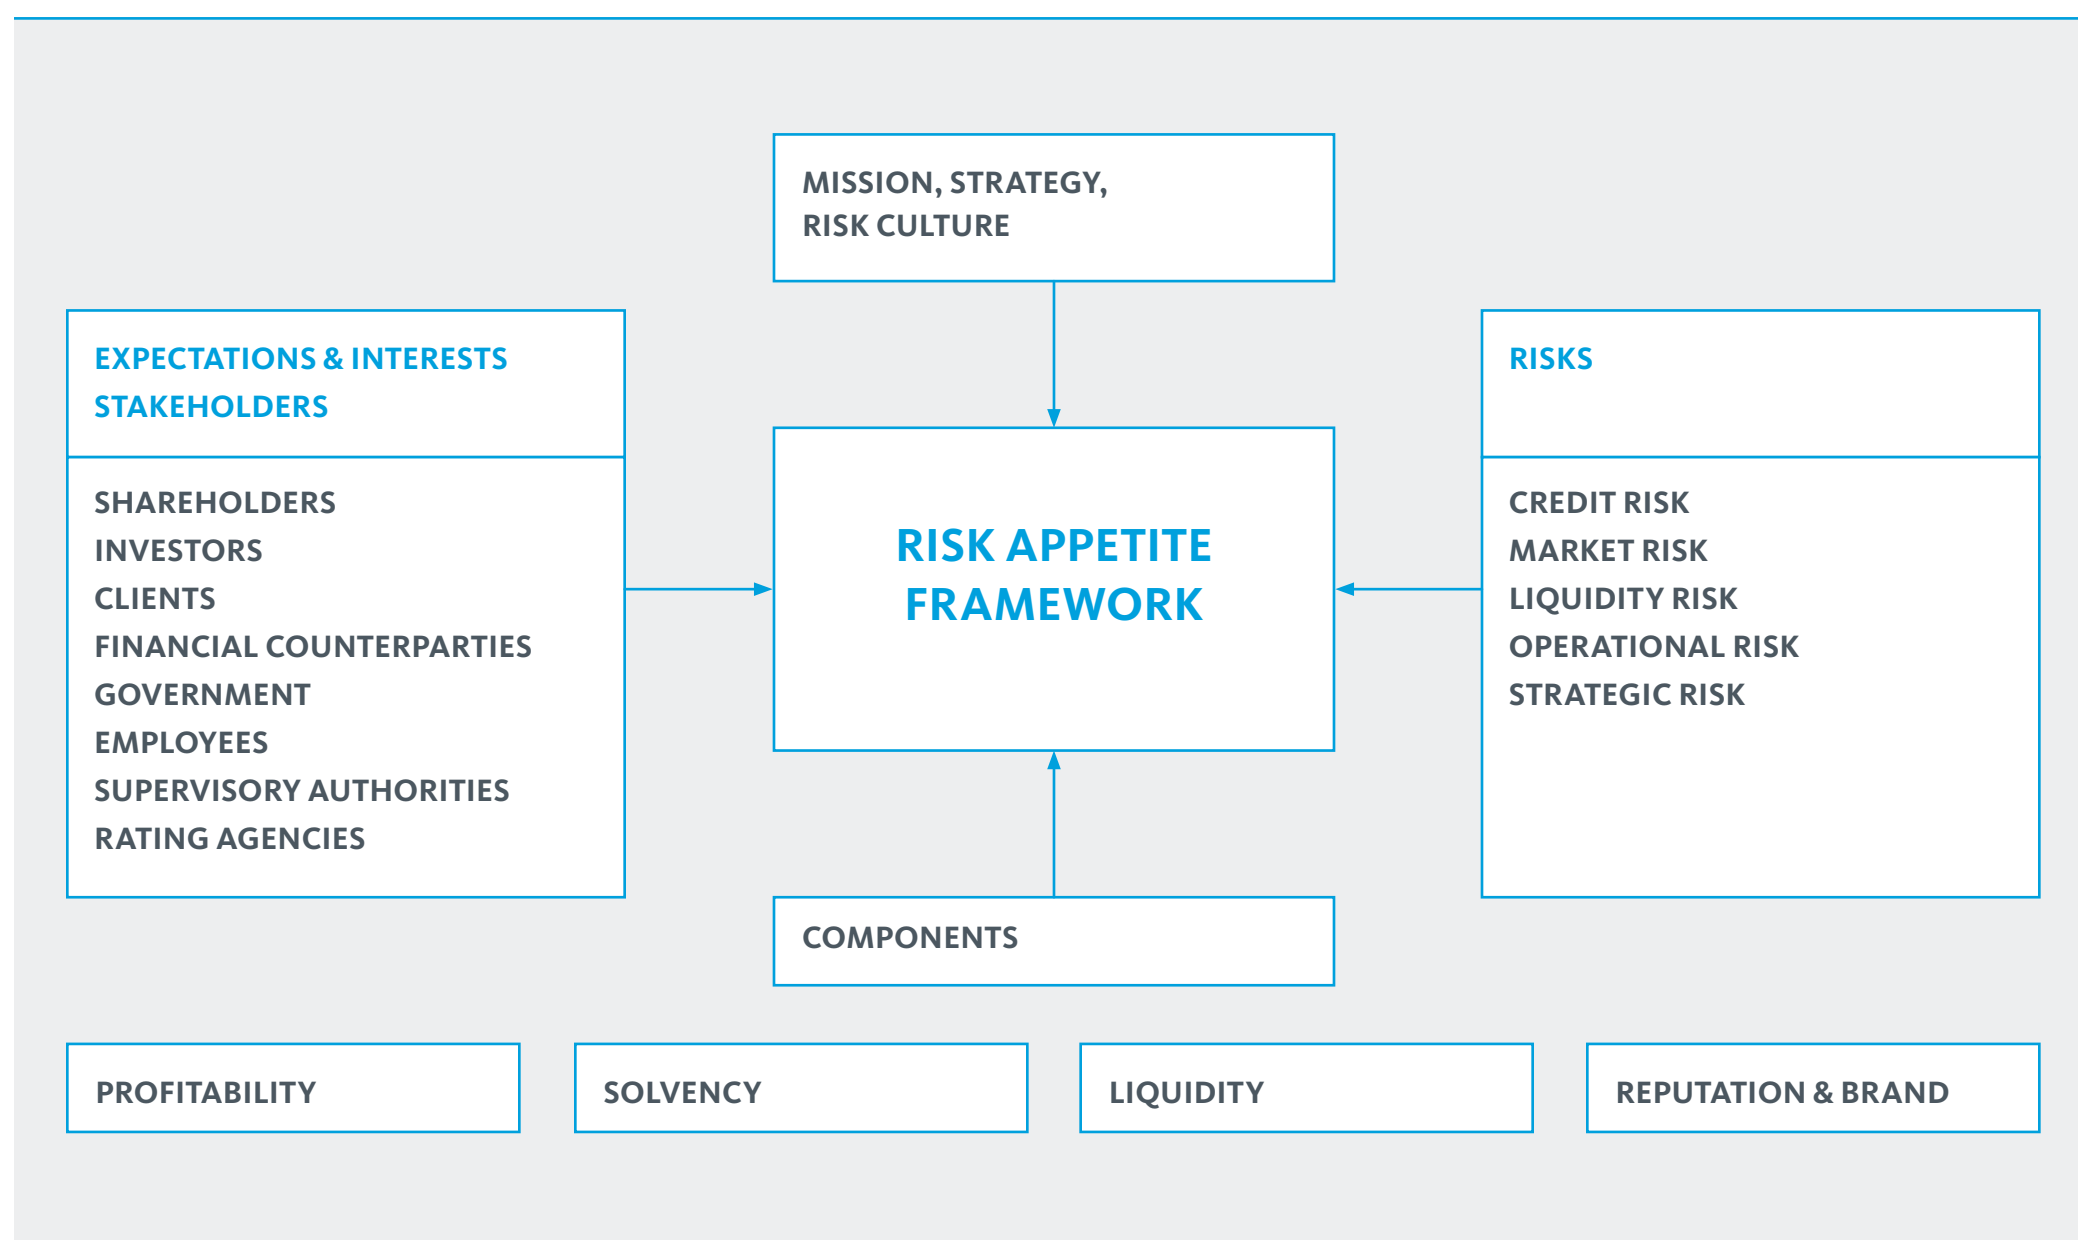 MISSION, STRATEGY,
RISK CULTURE
EXPECTATIONS & INTERESTS
STAKEHOLDERS
SHAREHOLDERS
INVESTORS
CLIENTS
FINANCIAL COUNTERPARTIES
GOVERNMENT
EMPLOYEES
SUPERVISORY AUTHORITIES
RATING AGENCIES
RISK APPETITE
FRAMEWORK
RISKS
CREDIT RISK
MARKET RISK
LIQUIDITY RISK
OPERATIONAL RISK
STRATEGIC RISK
COMPONENTS
PROFITABILITY
SOLVENCY
LIQUIDITY
REPUTATION & BRAND